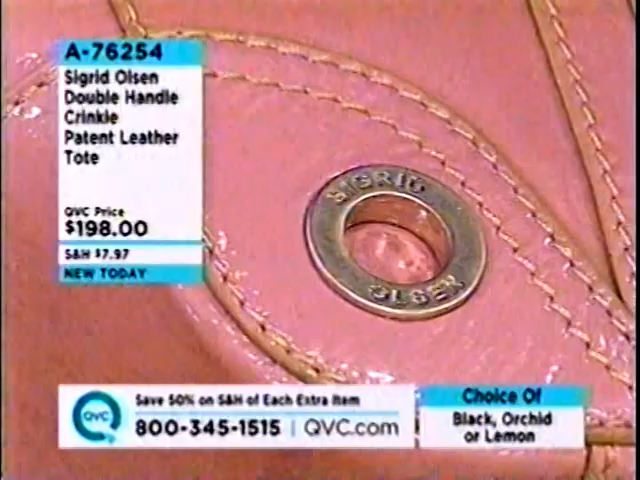 A-76254
Sigrid Olsen
Double Handle
Crinkle
Patent Leather
Tote
QVC Price
$198.00
S&H $7.97
NEW TODAY
SIGRID
OLSEN
QVC
Save 50% on S&H of Each Extra Item
800-345-1515 | QVC.com
Choice Of
Black, Orchid
or Lemon